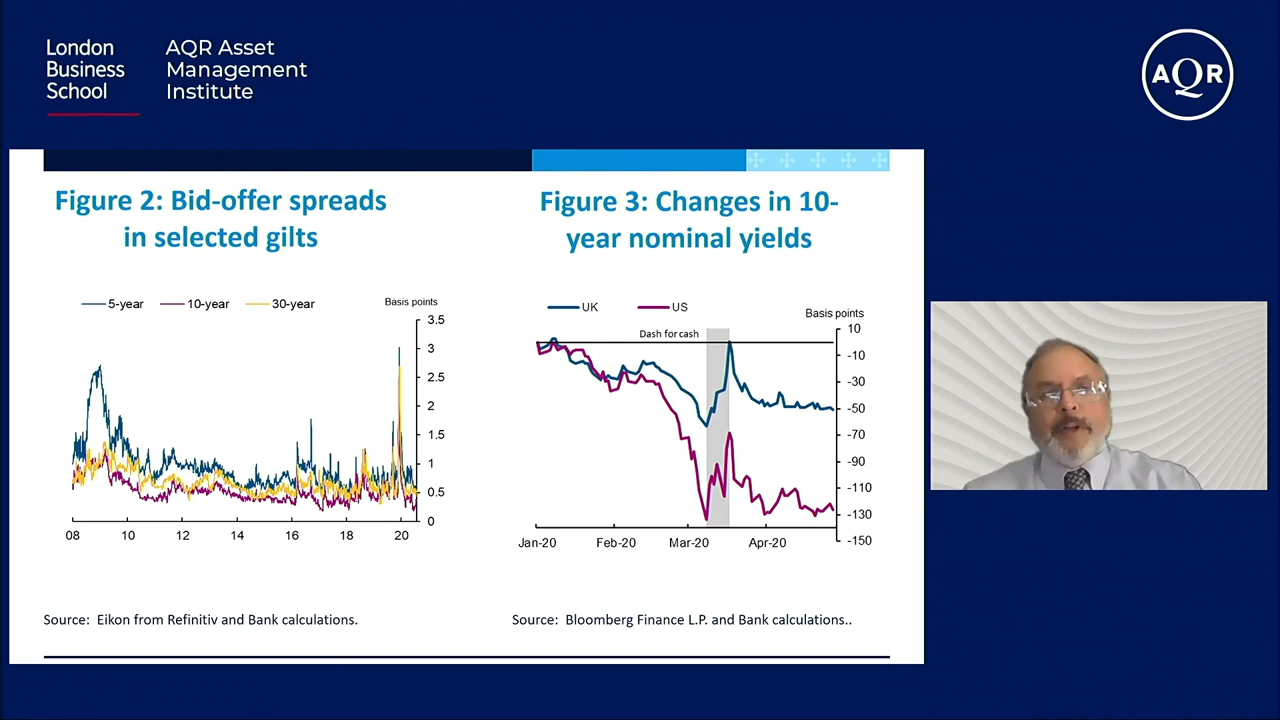 London
Business
School
AQR Asset
Management
Institute
AQR
Figure 2: Bid-offer spreads
in selected gilts
5-year 10-year 30-year
Basis points
3.5
3
2.5
2
1.5
1
0.5
0
08 10 12 14 16 18 20
Source: Eikon from Refinitiv and Bank calculations.
Figure 3: Changes in 10-
year nominal yields
UK US
Basis points
Dash for cash
10
-10
-30
-50
-70
-90
-110
-130
-150
Jan-20 Feb-20 Mar-20 Apr-20
Source: Bloomberg Finance L.P. and Bank calculations..